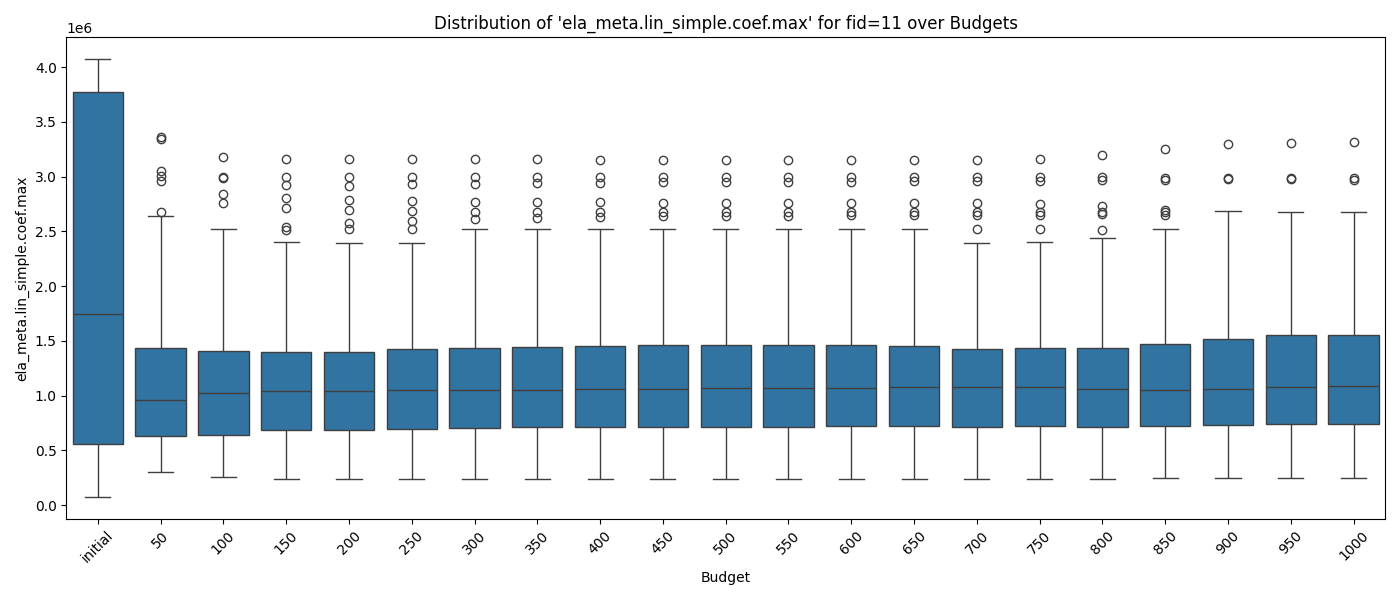 Distribution of 'ela_meta.lin_simple.coef.max' for fid=11 over Budgets
1e6
4.0
3.5
3.0
2.5
2.0
1.5
1.0
0.5
0.0
ela_meta.lin_simple.coef.max
initial 50 100 150 200 250 300 350 400 450 500 550 600 650 700 750 800 850 900 950 1000
Budget